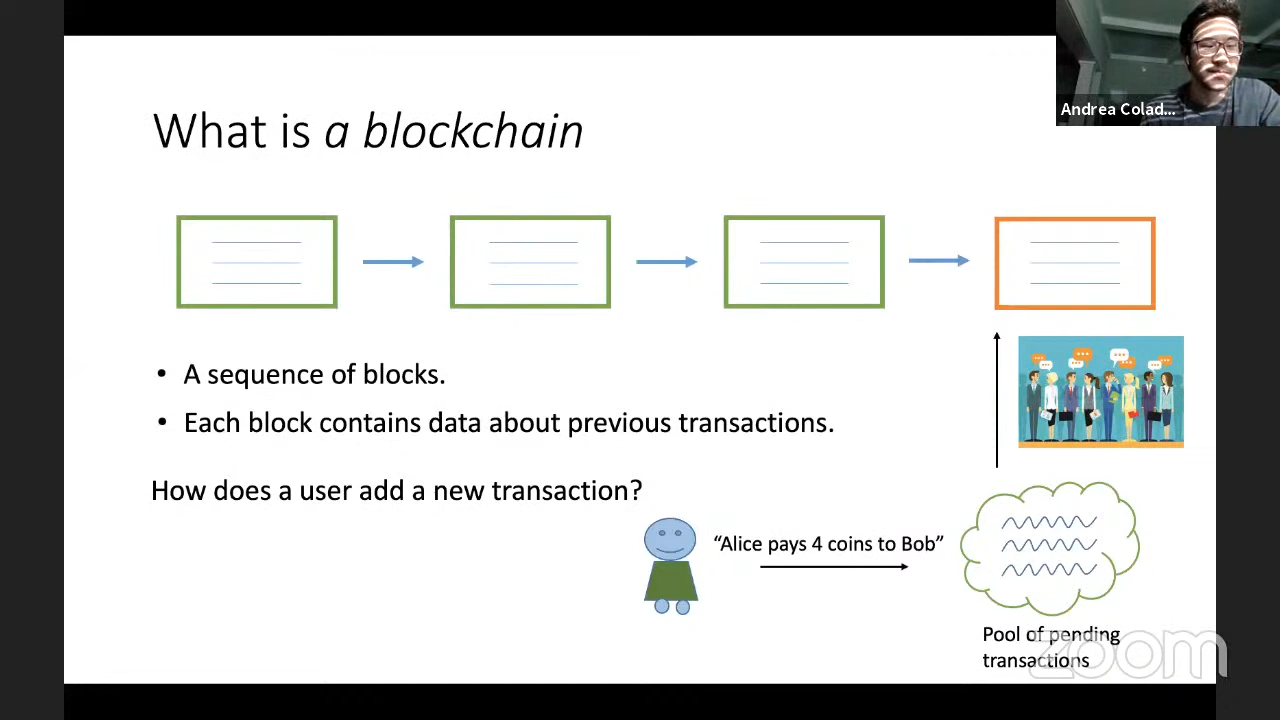 Andrea Colad...
What is a blockchain
• A sequence of blocks.
• Each block contains data about previous transactions.
How does a user add a new transaction?
“Alice pays 4 coins to Bob”
Pool of pending
transactions
zoom